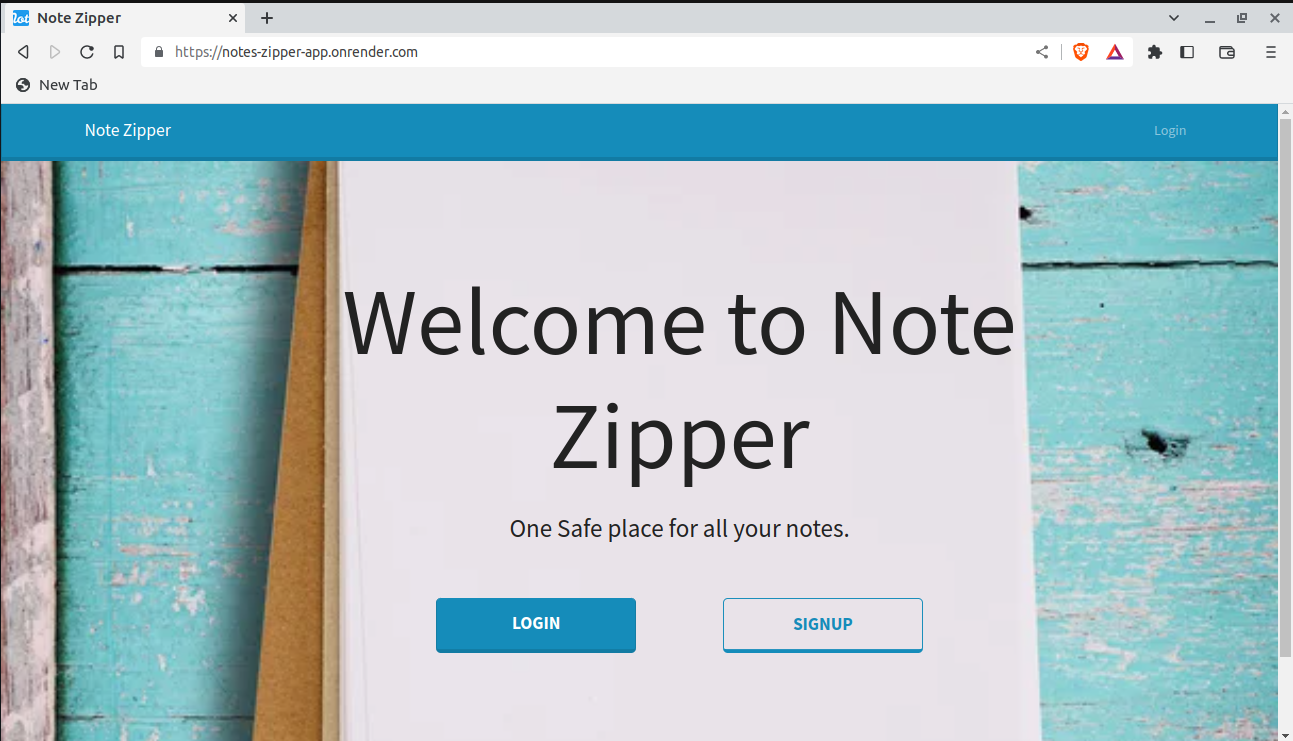 Note Zipper
https://notes-zipper-app.onrender.com
New Tab
Note Zipper
Login
Welcome to Note
Zipper
One Safe place for all your notes.
LOGIN
SIGNUP